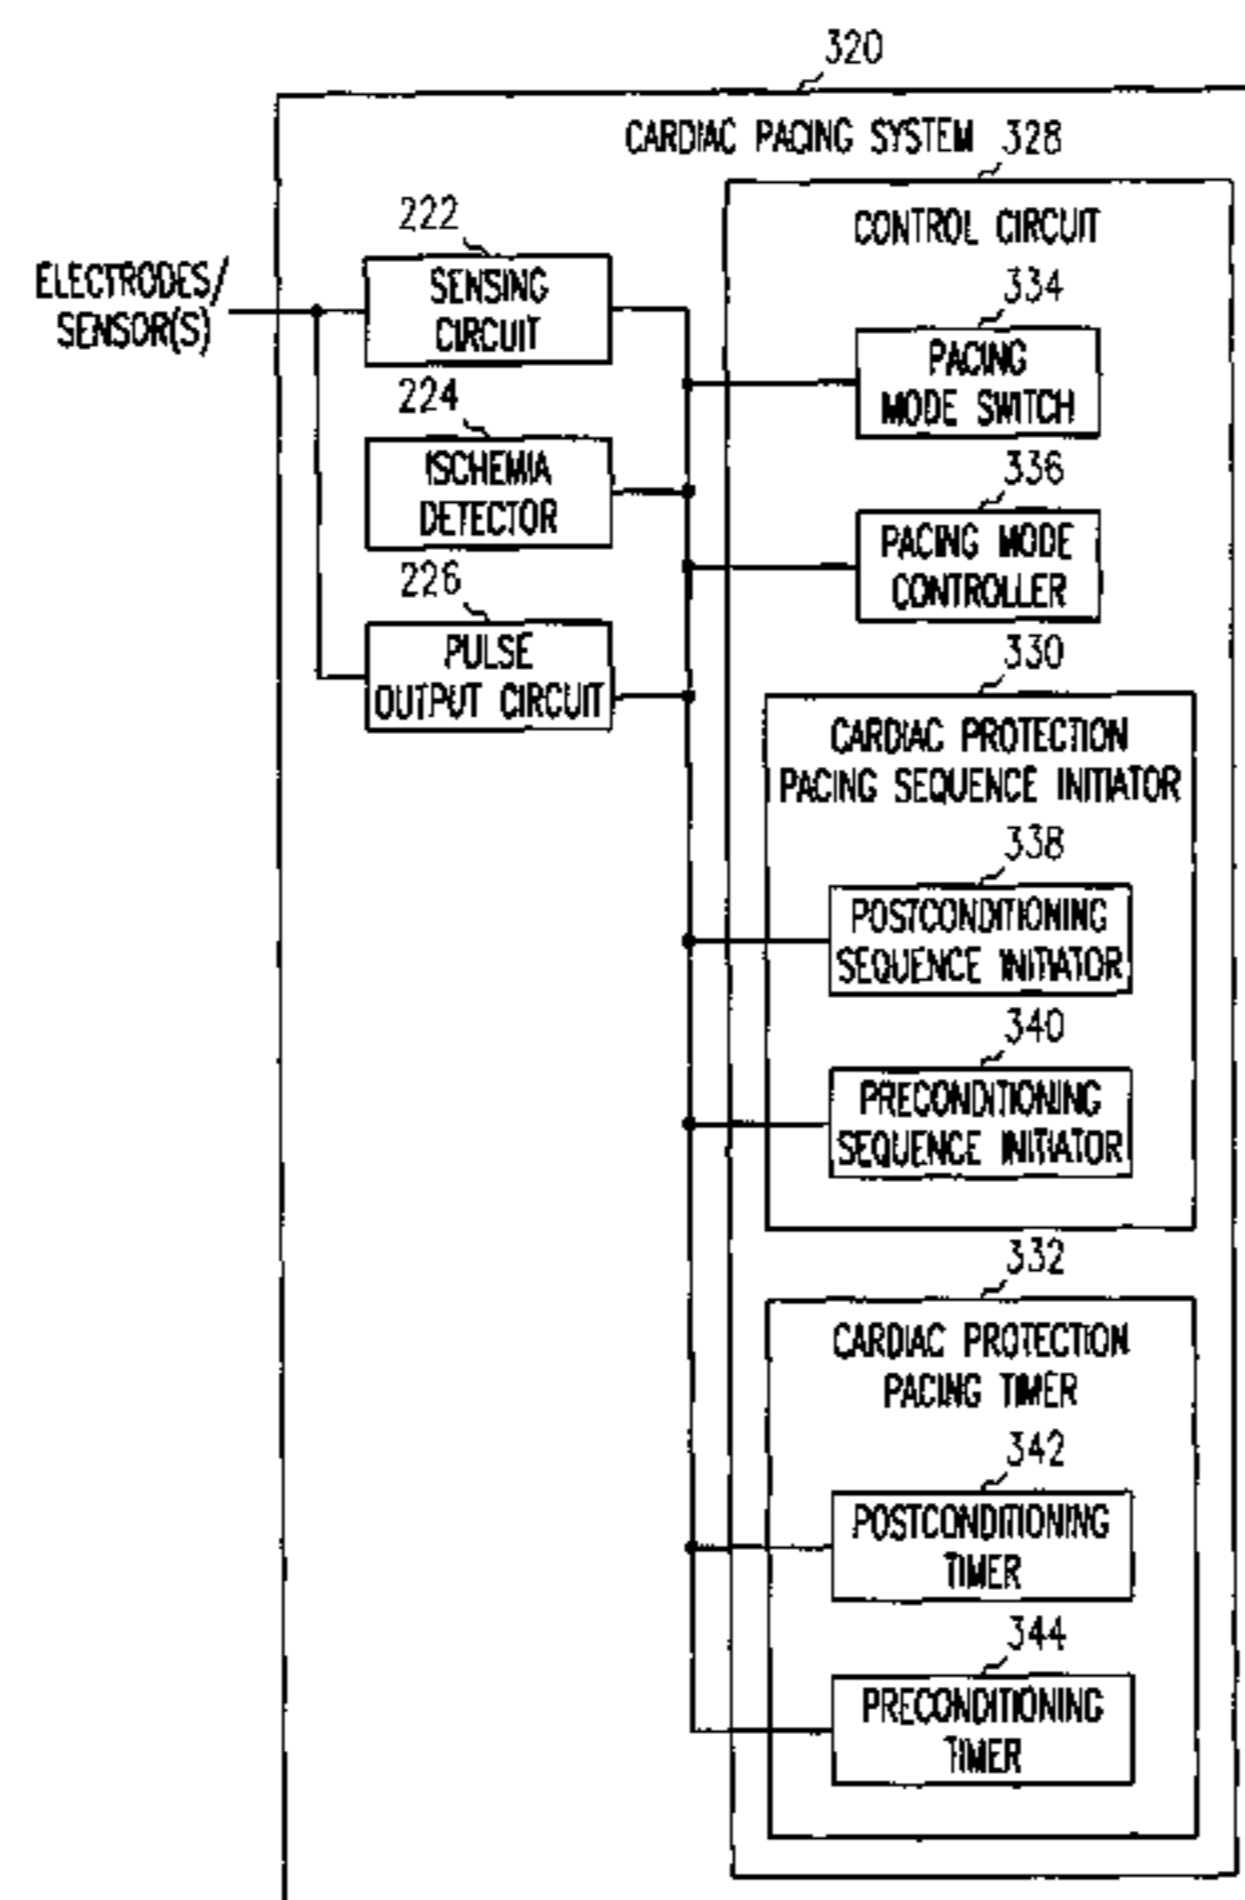 320
CARDIAC PACING SYSTEM
328
CONTROL CIRCUIT
222
SENSING
CIRCUIT
ELECTRODES/
SENSOR(S)
334
PACING
MODE SWITCH
224
ISCHEMIA
DETECTOR
336
PACING MODE
CONTROLLER
226
PULSE
OUTPUT CIRCUIT
330
CARDIAC PROTECTION
PACING SEQUENCE INITIATOR
338
POSTCONDITIONING
SEQUENCE INITIATOR
340
PRECONDITIONING
SEQUENCE INITIATOR
332
CARDIAC PROTECTION
PACING TIMER
342
POSTCONDITIONING
TIMER
344
PRECONDITIONING
TIMER